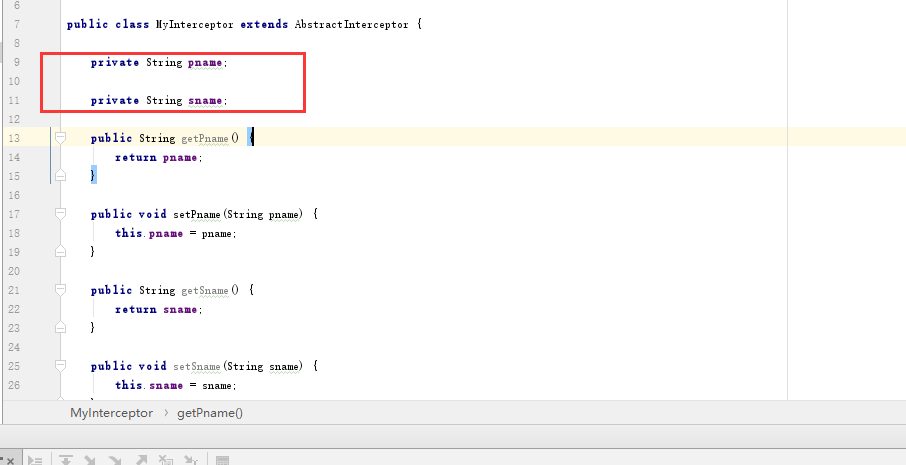 6
7 public class MyInterceptor extends AbstractInterceptor {
8
9 private String pname;
10
11 private String sname;
12
13 public String getPname() {
14 return pname;
15 }
16
17 public void setPname(String pname) {
18 this.pname = pname;
19 }
20
21 public String getSname() {
22 return sname;
23 }
24
25 public void setSname(String sname) {
26 this.sname = sname;
MyInterceptor › getPname()